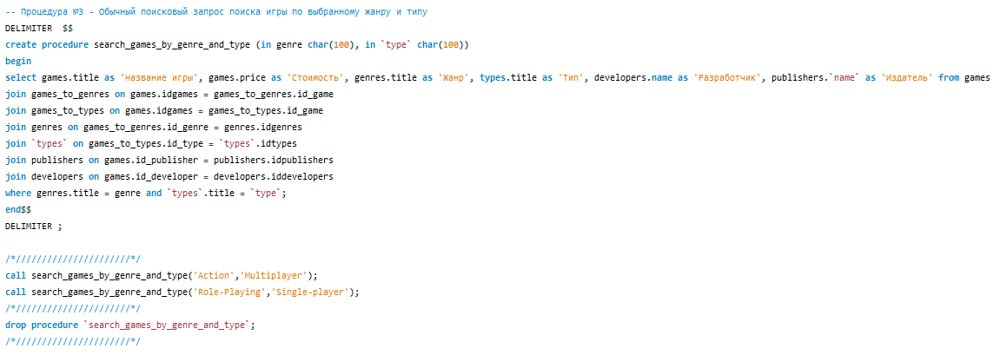 -- Процедура №3 - Обычный поисковый запрос поиска игры по выбранному жанру и типу
DELIMITER  $$
create procedure search_games_by_genre_and_type (in genre char(100), in `type` char(100))
begin
select games.title as 'Название игры', games.price as 'Стоимость', genres.title as 'Жанр', types.title as 'Тип', developers.name as 'Разработчик', publishers.`name` as 'Издатель' from games
join games_to_genres on games.idgames = games_to_genres.id_game
join games_to_types on games.idgames = games_to_types.id_game
join genres on games_to_genres.id_genre = genres.idgenres
join `types` on games_to_types.id_type = `types`.idtypes
join publishers on games.id_publisher = publishers.idpublishers
join developers on games.id_developer = developers.iddevelopers
where genres.title = genre and `types`.title = `type`;
end$$
DELIMITER ;
/*//////////////////////*/
call search_games_by_genre_and_type('Action','Multiplayer');
call search_games_by_genre_and_type('Role-Playing','Single-player');
/*//////////////////////*/
drop procedure `search_games_by_genre_and_type`;
/*//////////////////////*/